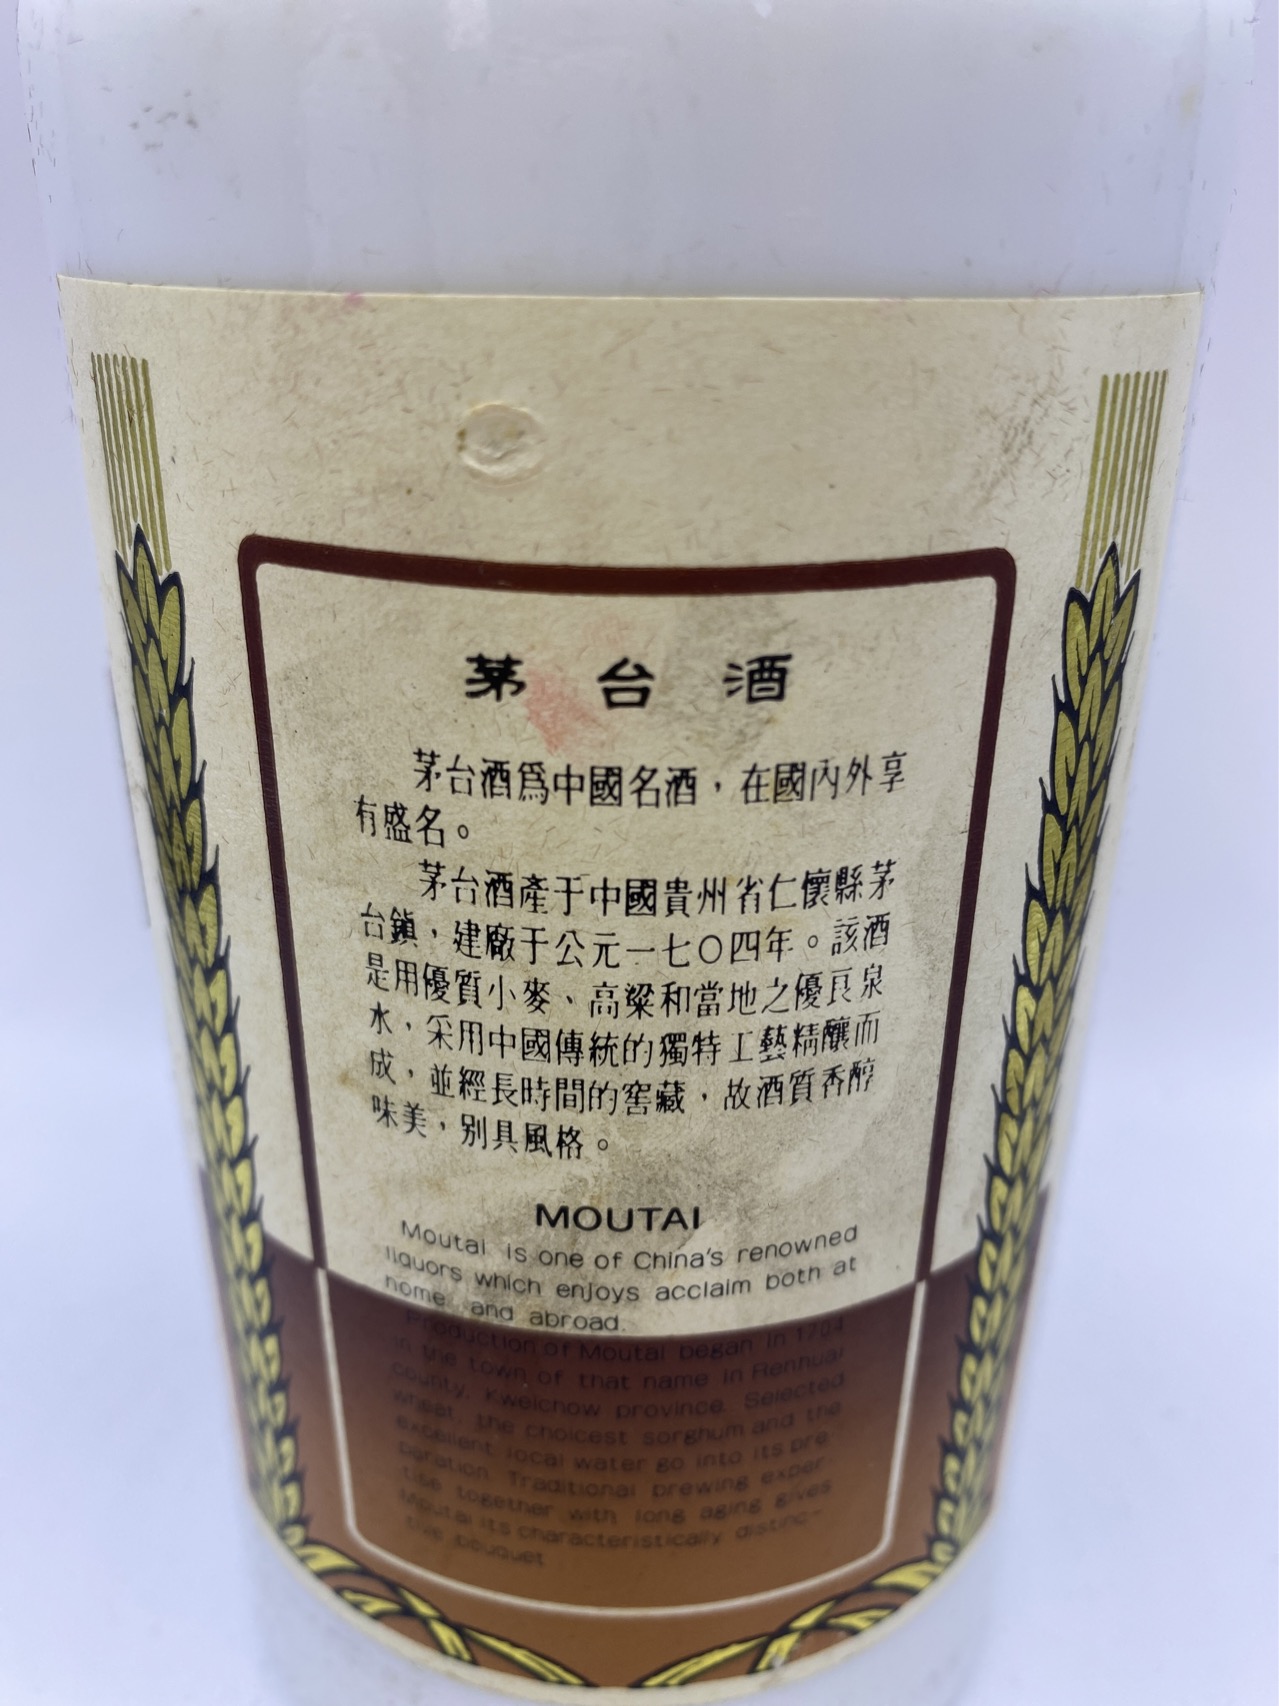 茅台酒
茅台酒爲中國名酒，在國內外享
有盛名。
茅台酒產于中國貴州省仁懷縣茅
台鎮，建廠于公元一七〇四年。該酒
是用優質小麥、高粱和當地之優良泉
水，采用中國傳統的獨特工藝精釀而
成，並經長時間的窖藏，故酒質香醇
味美，别具風格。
MOUTAI
Moutai is one of China's renowned
liquors which enjoys acclaim both at
home and abroad.
Production of Moutai began in 1704
in the town of that name in Renhuai
county, Kweichow province. Selected
wheat, the choicest sorghum and the
excellent local water go into its pre-
paration. Traditional brewing exper-
tise together with long aging gives
Moutai its characteristically distinc-
tive bouquet